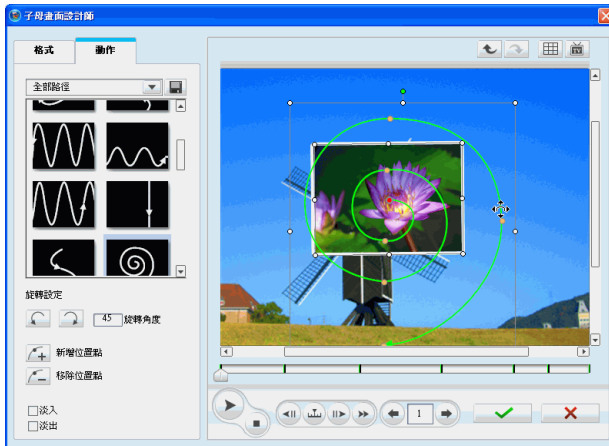 子母畫面設計師
格式 動作
全部路徑
旋轉設定
45 旋轉角度
新增位置點
移除位置點
淡入
淡出
1